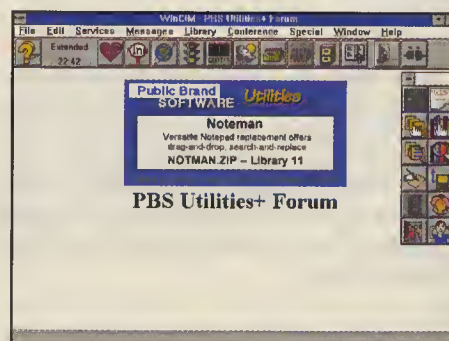 WinCIM - PBS Utilities+ Forum
File Edit Services Messages Library Conference Special Window Help
Extended
22:42
Public Brand
SOFTWARE Utilities
Noteman
Versatile Notepad replacement offers
drag-and-drop, search-and-replace
NOTMAN.ZIP – Library 11
PBS Utilities+ Forum